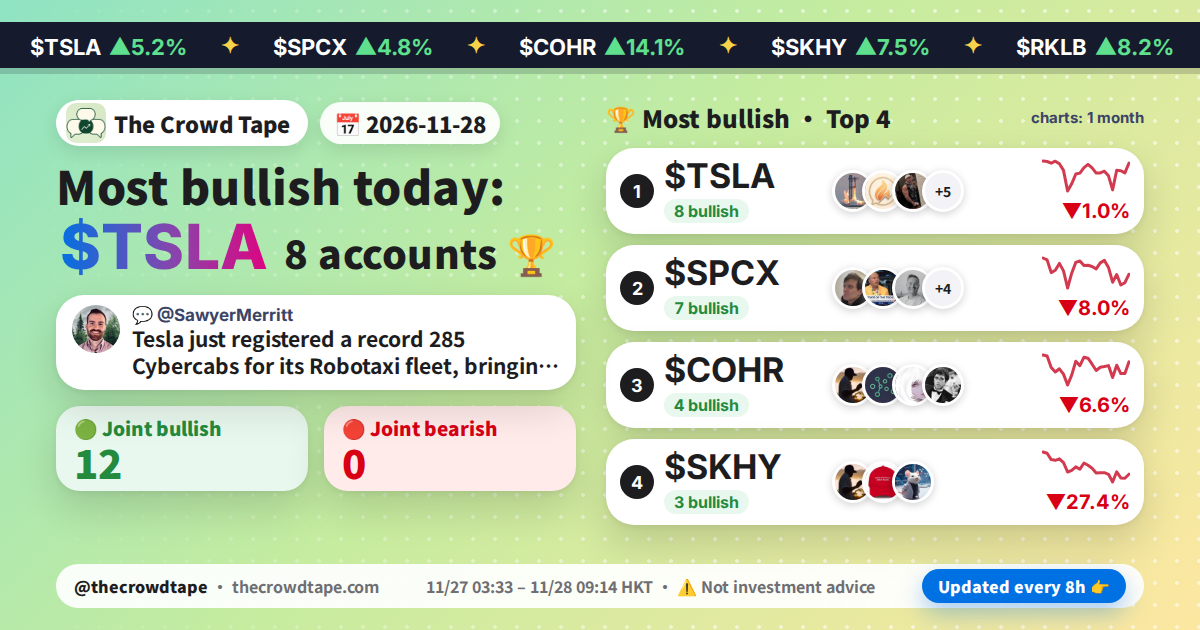 $TSLA ▲5.2% ✦ $SPCX ▲4.8% ✦ $COHR ▲14.1% ✦ $SKHY ▲7.5% ✦ $RKLB ▲8.2%
The Crowd Tape
📅 2026-11-28
Most bullish today:
$TSLA 8 accounts 🏆
💬 @SawyerMerritt
Tesla just registered a record 285
Cybercabs for its Robotaxi fleet, bringin⋯
🟢 Joint bullish
12
🔴 Joint bearish
0
🏆 Most bullish • Top 4
charts: 1 month
1 $TSLA
8 bullish
+5
▼1.0%
2 $SPCX
7 bullish
+4
▼8.0%
3 $COHR
4 bullish
▼6.6%
4 $SKHY
3 bullish
▼27.4%
@thecrowdtape • thecrowdtape.com
11/27 03:33 – 11/28 09:14 HKT • ⚠️ Not investment advice
Updated every 8h 👉